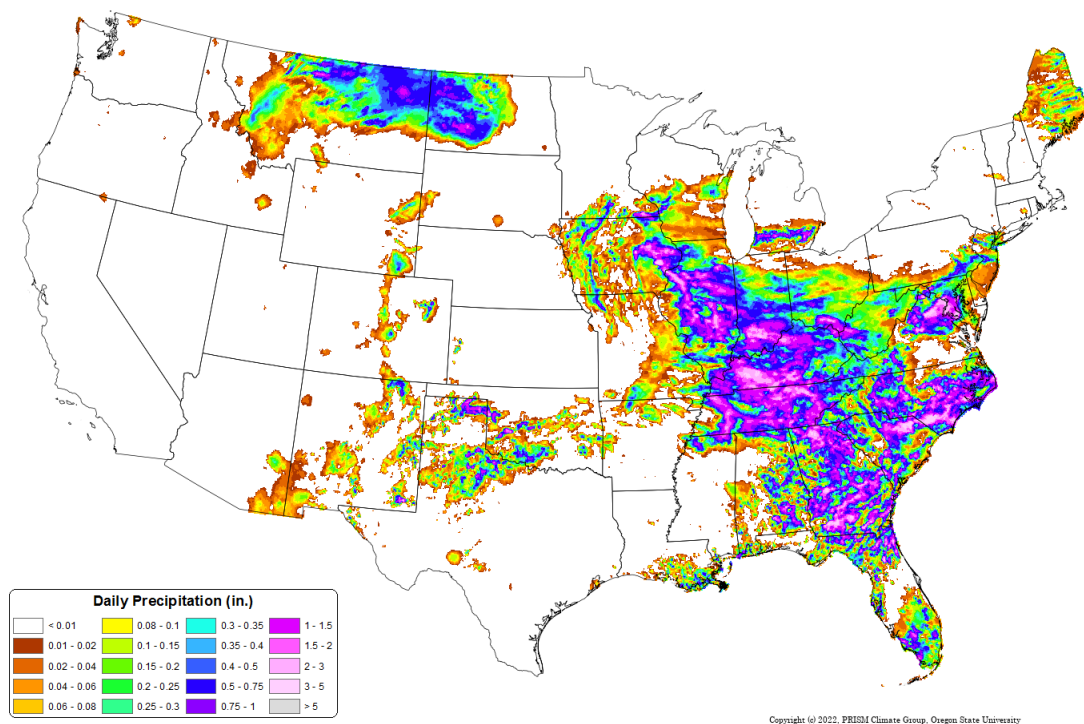 Daily Precipitation (in.)
< 0.01 0.08 - 0.1 0.3 - 0.35 1 - 1.5
0.01 - 0.02 0.1 - 0.15 0.35 - 0.4 1.5 - 2
0.02 - 0.04 0.15 - 0.2 0.4 - 0.5 2 - 3
0.04 - 0.06 0.2 - 0.25 0.5 - 0.75 3 - 5
0.06 - 0.08 0.25 - 0.3 0.75 - 1 > 5
Copyright (c) 2022, PRISM Climate Group, Oregon State University